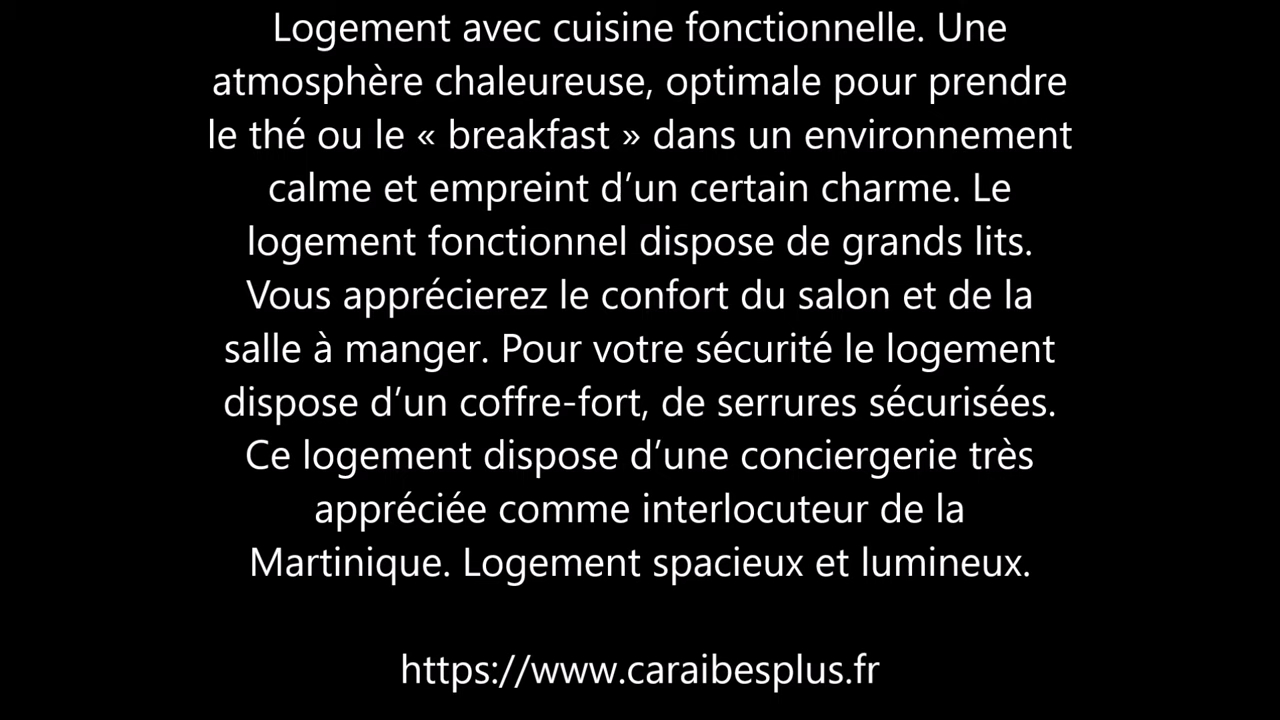 Logement avec cuisine fonctionnelle. Une
atmosphère chaleureuse, optimale pour prendre
le thé ou le « breakfast » dans un environnement
calme et empreint d’un certain charme. Le
logement fonctionnel dispose de grands lits.
Vous apprécierez le confort du salon et de la
salle à manger. Pour votre sécurité le logement
dispose d’un coffre-fort, de serrures sécurisées.
Ce logement dispose d’une conciergerie très
appréciée comme interlocuteur de la
Martinique. Logement spacieux et lumineux.
https://www.caraibesplus.fr